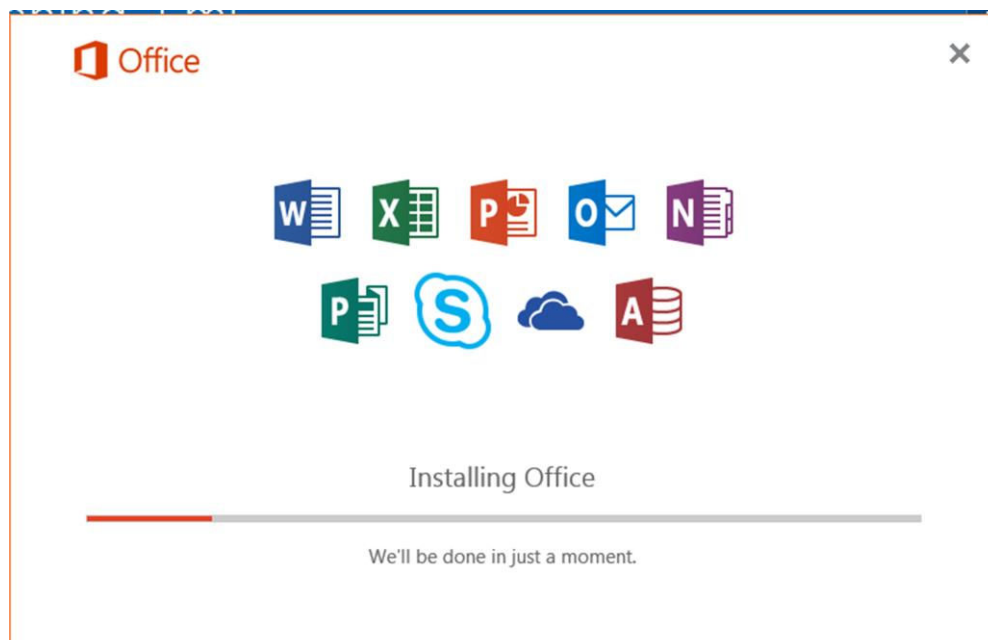 Office
W X P O N
P S A
Installing Office
We'll be done in just a moment.